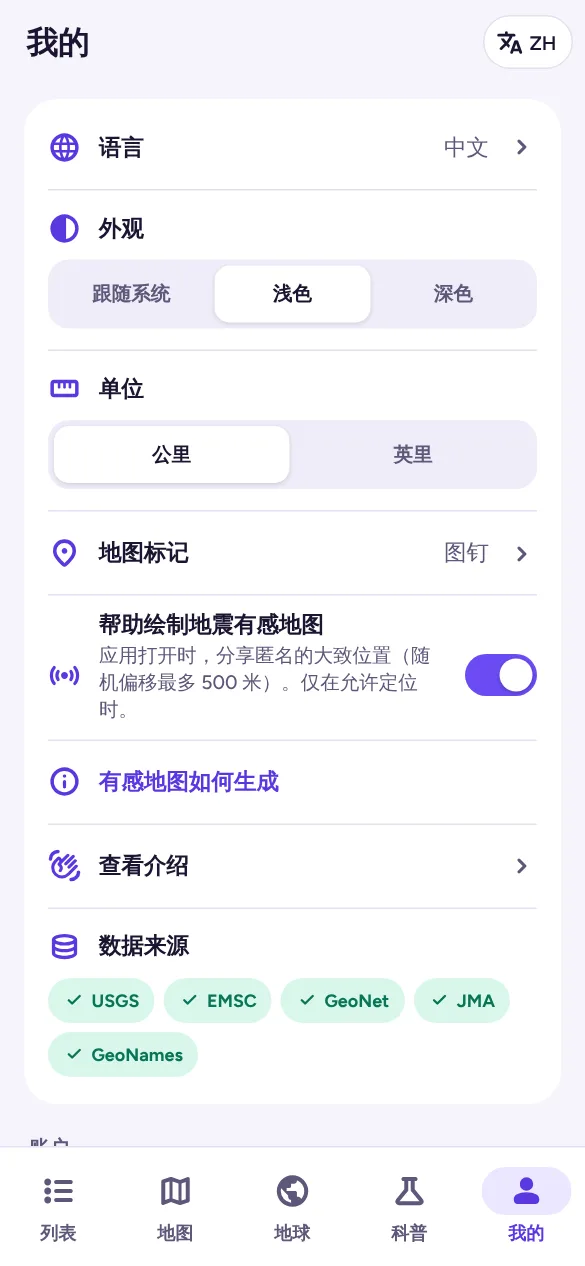 我的
ZH
语言
中文
外观
跟随系统
浅色
深色
单位
公里
英里
地图标记
图钉
帮助绘制地震有感地图
应用打开时，分享匿名的大致位置（随
机偏移最多 500 米）。仅在允许定位
时。
有感地图如何生成
查看介绍
数据来源
USGS
EMSC
GeoNet
JMA
GeoNames
账户
列表
地图
地球
科普
我的